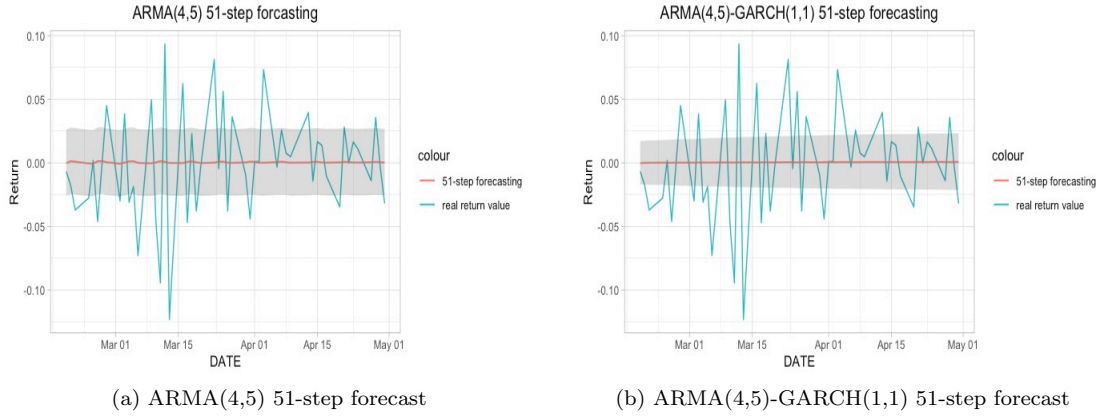 ARMA(4,5) 51-step forcasting
0.10
0.05
0.00
-0.05
-0.10
Return
Mar 01 Mar 15 Apr 01 Apr 15 May 01
DATE
colour
51-step forecasting
real return value
(a) ARMA(4,5) 51-step forecast
ARMA(4,5)-GARCH(1,1) 51-step forecasting
0.10
0.05
0.00
-0.05
-0.10
Return
Mar 01 Mar 15 Apr 01 Apr 15 May 01
DATE
colour
51-step forecasting
real return value
(b) ARMA(4,5)-GARCH(1,1) 51-step forecast